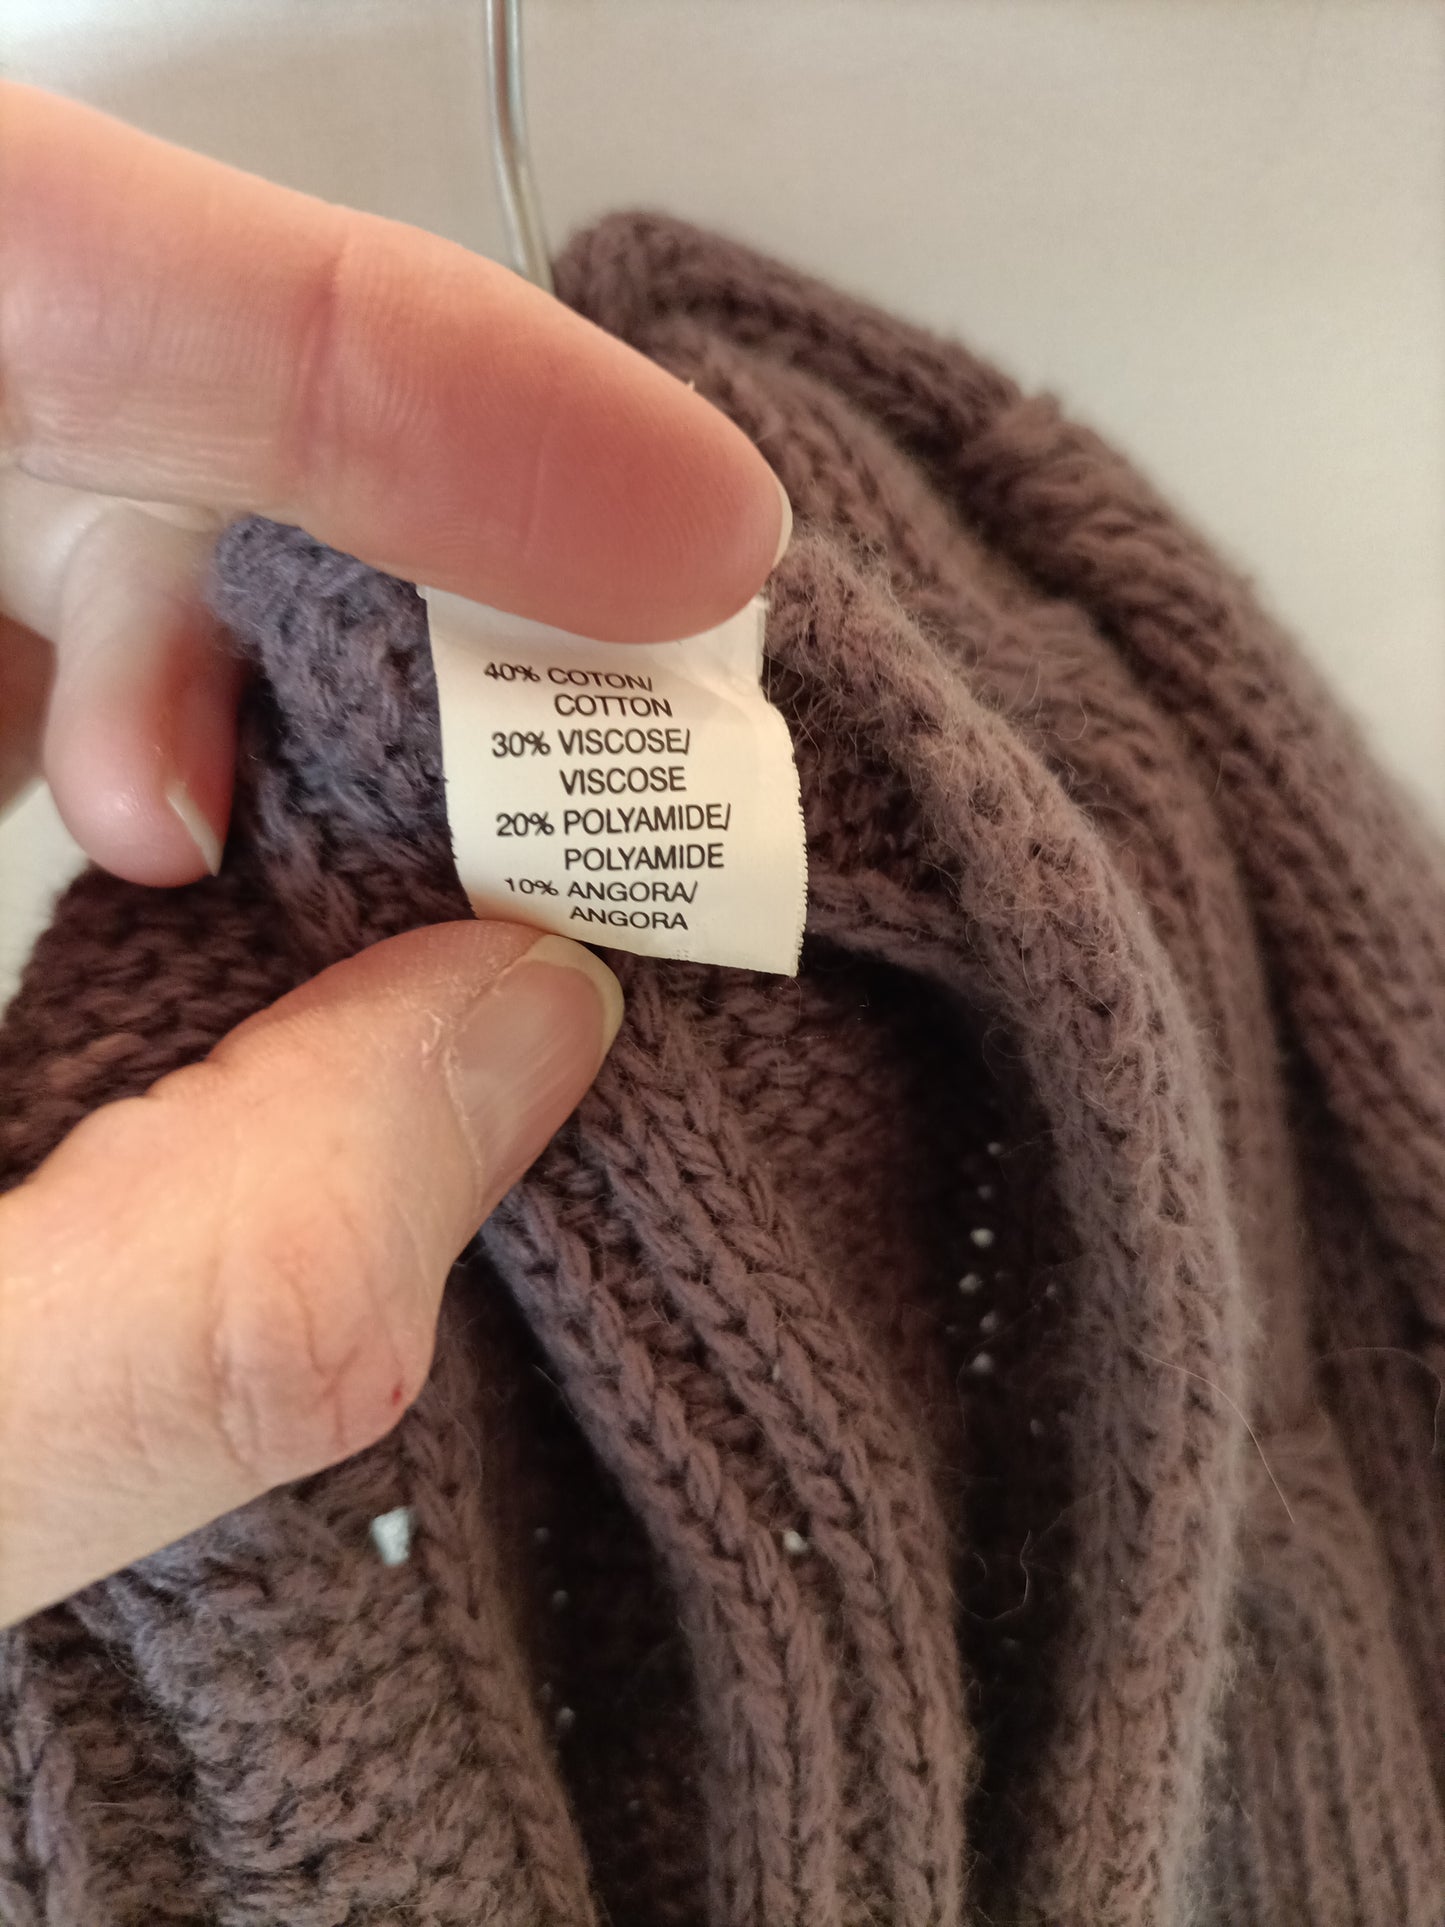 40% COTON/
COTTON
30% VISCOSE/
VISCOSE
20% POLYAMIDE/
POLYAMIDE
10% ANGORA/
ANGORA